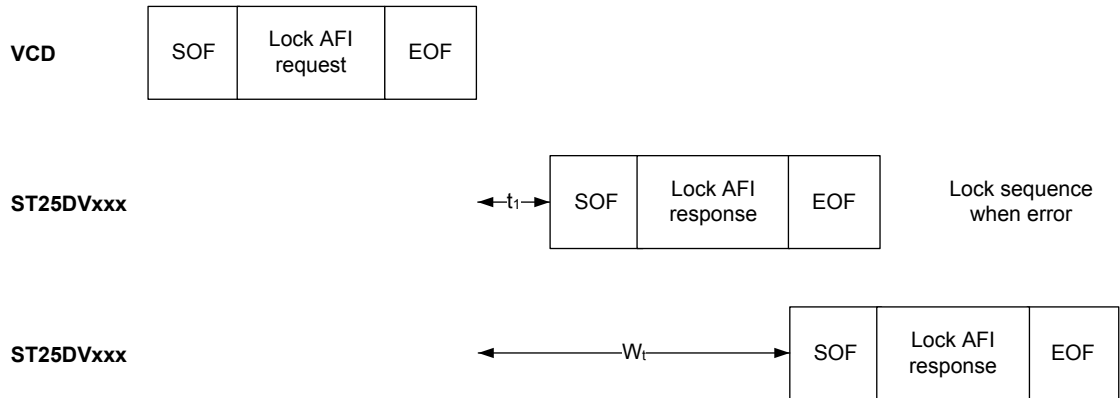 VCD
SOF
Lock AFI
request
EOF
ST25DVxxx
t1
SOF
Lock AFI
response
EOF
Lock sequence
when error
ST25DVxxx
Wt
SOF
Lock AFI
response
EOF